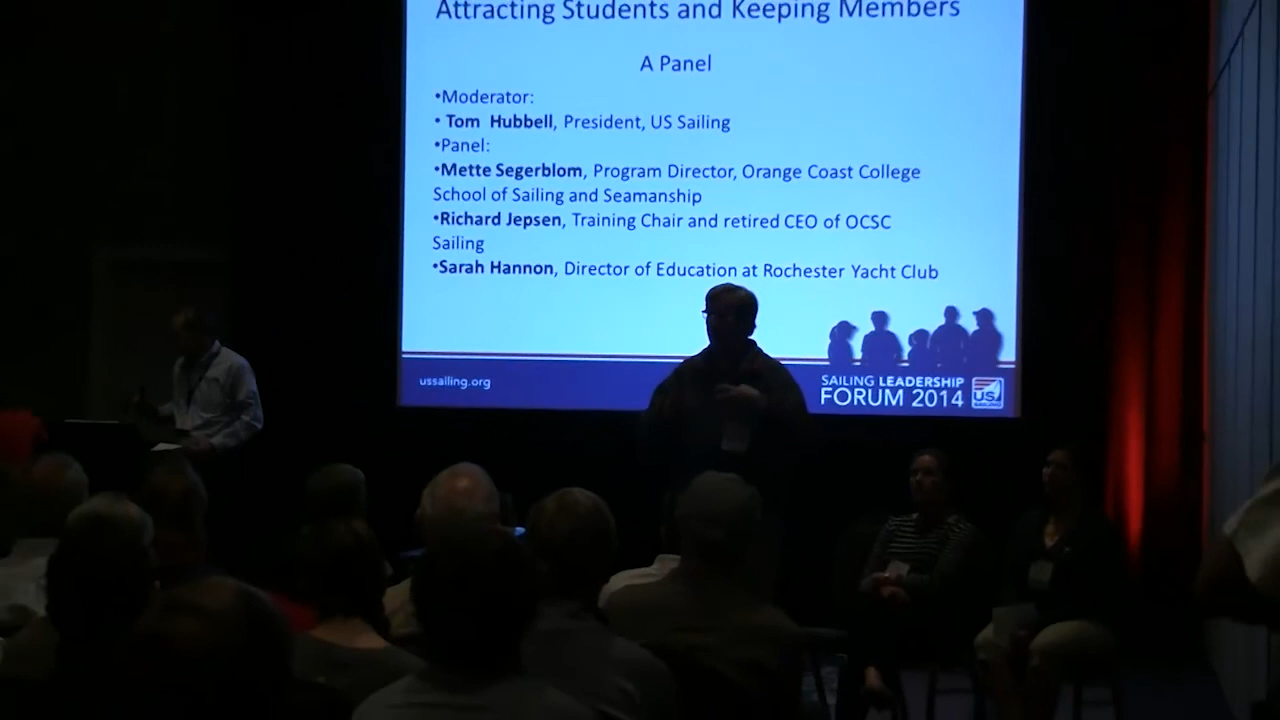 Attracting Students and Keeping Members
A Panel
•Moderator:
• Tom Hubbell, President, US Sailing
•Panel:
•Mette Segerblom, Program Director, Orange Coast College
School of Sailing and Seamanship
•Richard Jepsen, Training Chair and retired CEO of OCSC
Sailing
•Sarah Hannon, Director of Education at Rochester Yacht Club
ussailing.org
SAILING LEADERSHIP
FORUM 2014
US
SAILING